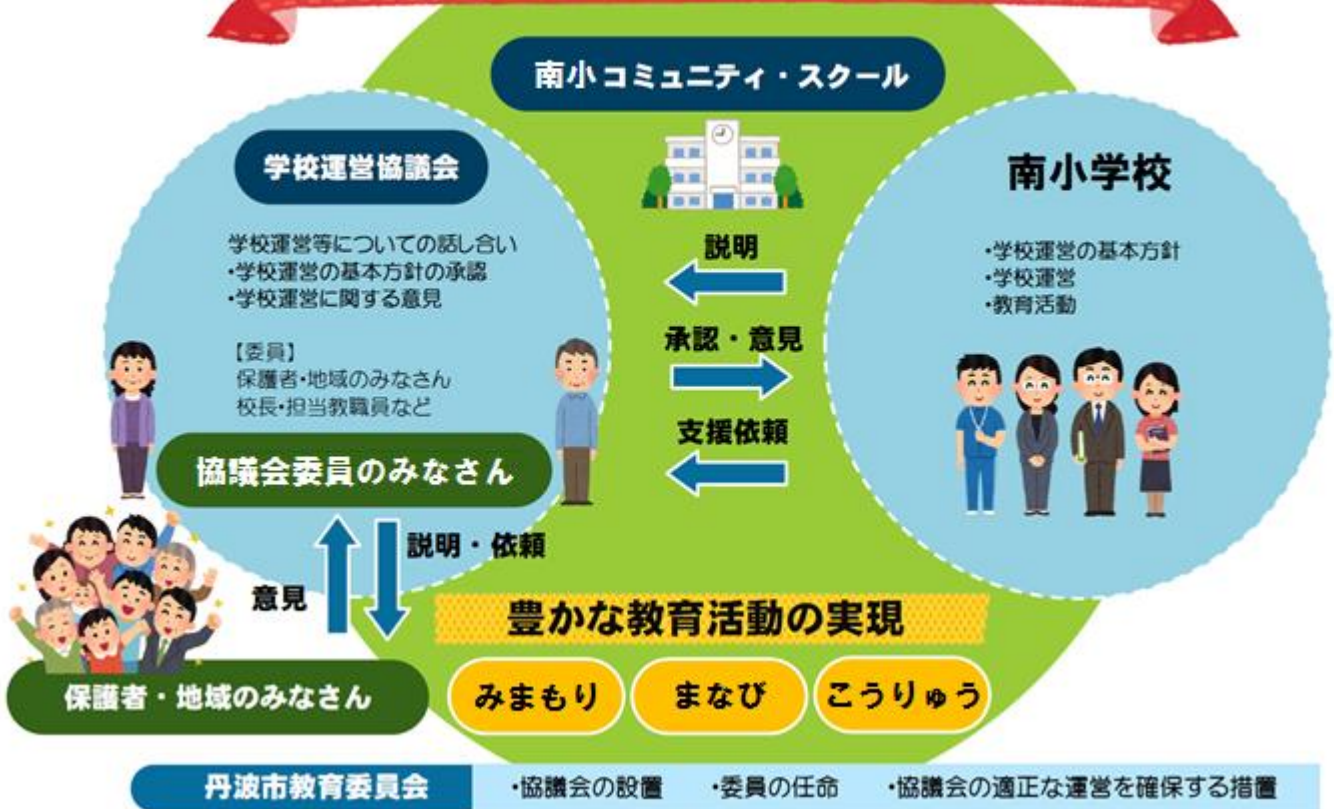 南小コミュニティ・スクール
学校運営協議会
学校運営等についての話し合い
・学校運営の基本方針の承認
・学校運営に関する意見
【委員】
保護者・地域のみなさん
校長・担当教職員など
協議会委員のみなさん
説明
承認・意見
支援依頼
南小学校
・学校運営の基本方針
・学校運営
・教育活動
意見
説明・依頼
保護者・地域のみなさん
豊かな教育活動の実現
みまもり
まなび
こうりゅう
丹波市教育委員会
・協議会の設置 ・委員の任命 ・協議会の適正な運営を確保する措置